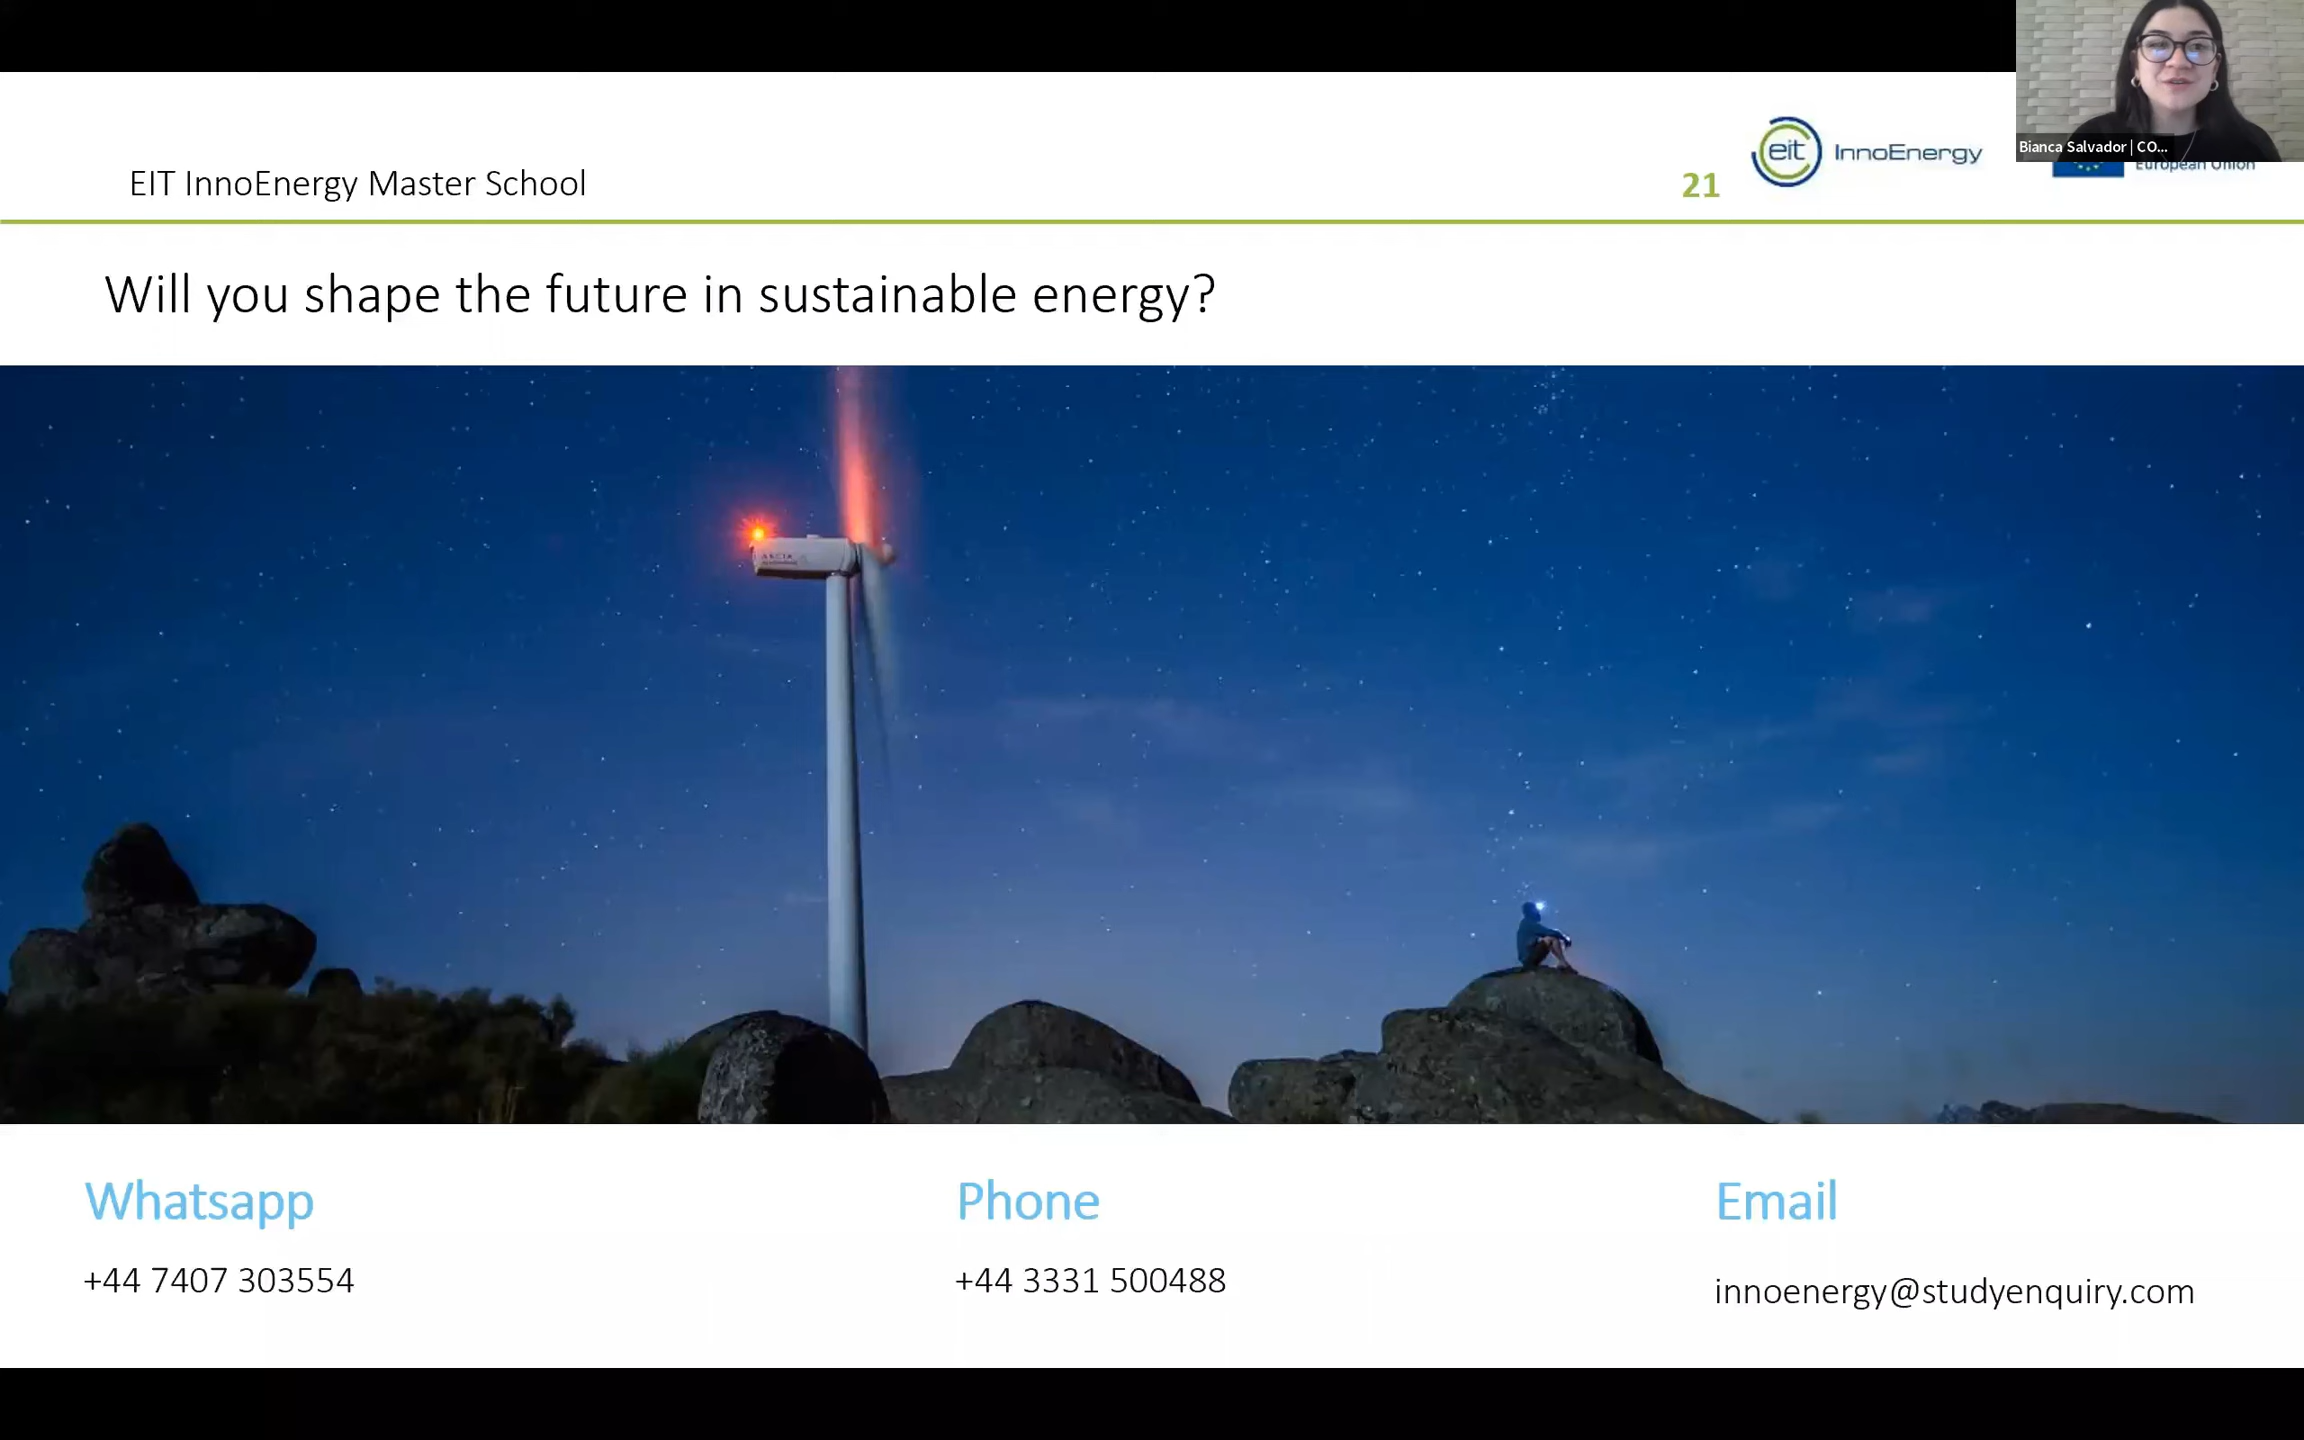 Bianca Salvador | CO...
EIT InnoEnergy Master School
21
eit InnoEnergy
European Union
Will you shape the future in sustainable energy?
Whatsapp
Phone
Email
+44 7407 303554
+44 3331 500488
innoenergy@studyenquiry.com